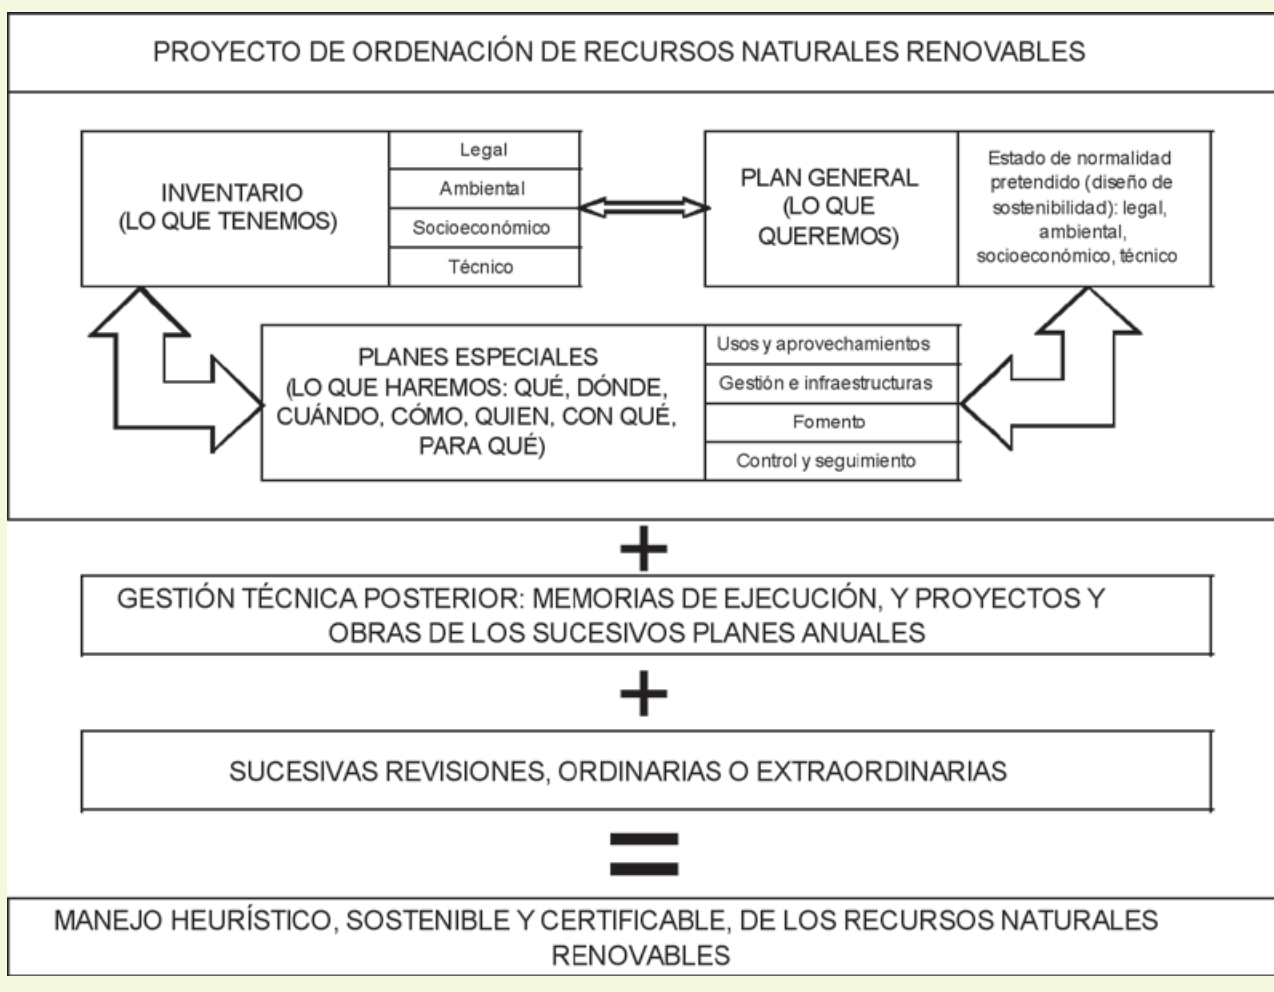 PROYECTO DE ORDENACIÓN DE RECURSOS NATURALES RENOVABLES
INVENTARIO
(LO QUE TENEMOS)
Legal
Ambiental
Socioeconómico
Técnico
PLAN GENERAL
(LO QUE
QUEREMOS)
Estado de normalidad
pretendido (diseño de
sostenibilidad): legal,
ambiental,
socioeconómico, técnico
PLANES ESPECIALES
(LO QUE HAREMOS: QUÉ, DÓNDE,
CUÁNDO, CÓMO, QUIEN, CON QUÉ,
PARA QUÉ)
Usos y aprovechamientos
Gestión e infraestructuras
Fomento
Control y seguimiento
+
GESTIÓN TÉCNICA POSTERIOR: MEMORIAS DE EJECUCIÓN, Y PROYECTOS Y
OBRAS DE LOS SUCESIVOS PLANES ANUALES
+
SUCESIVAS REVISIONES, ORDINARIAS O EXTRAORDINARIAS
=
MANEJO HEURÍSTICO, SOSTENIBLE Y CERTIFICABLE, DE LOS RECURSOS NATURALES
RENOVABLES